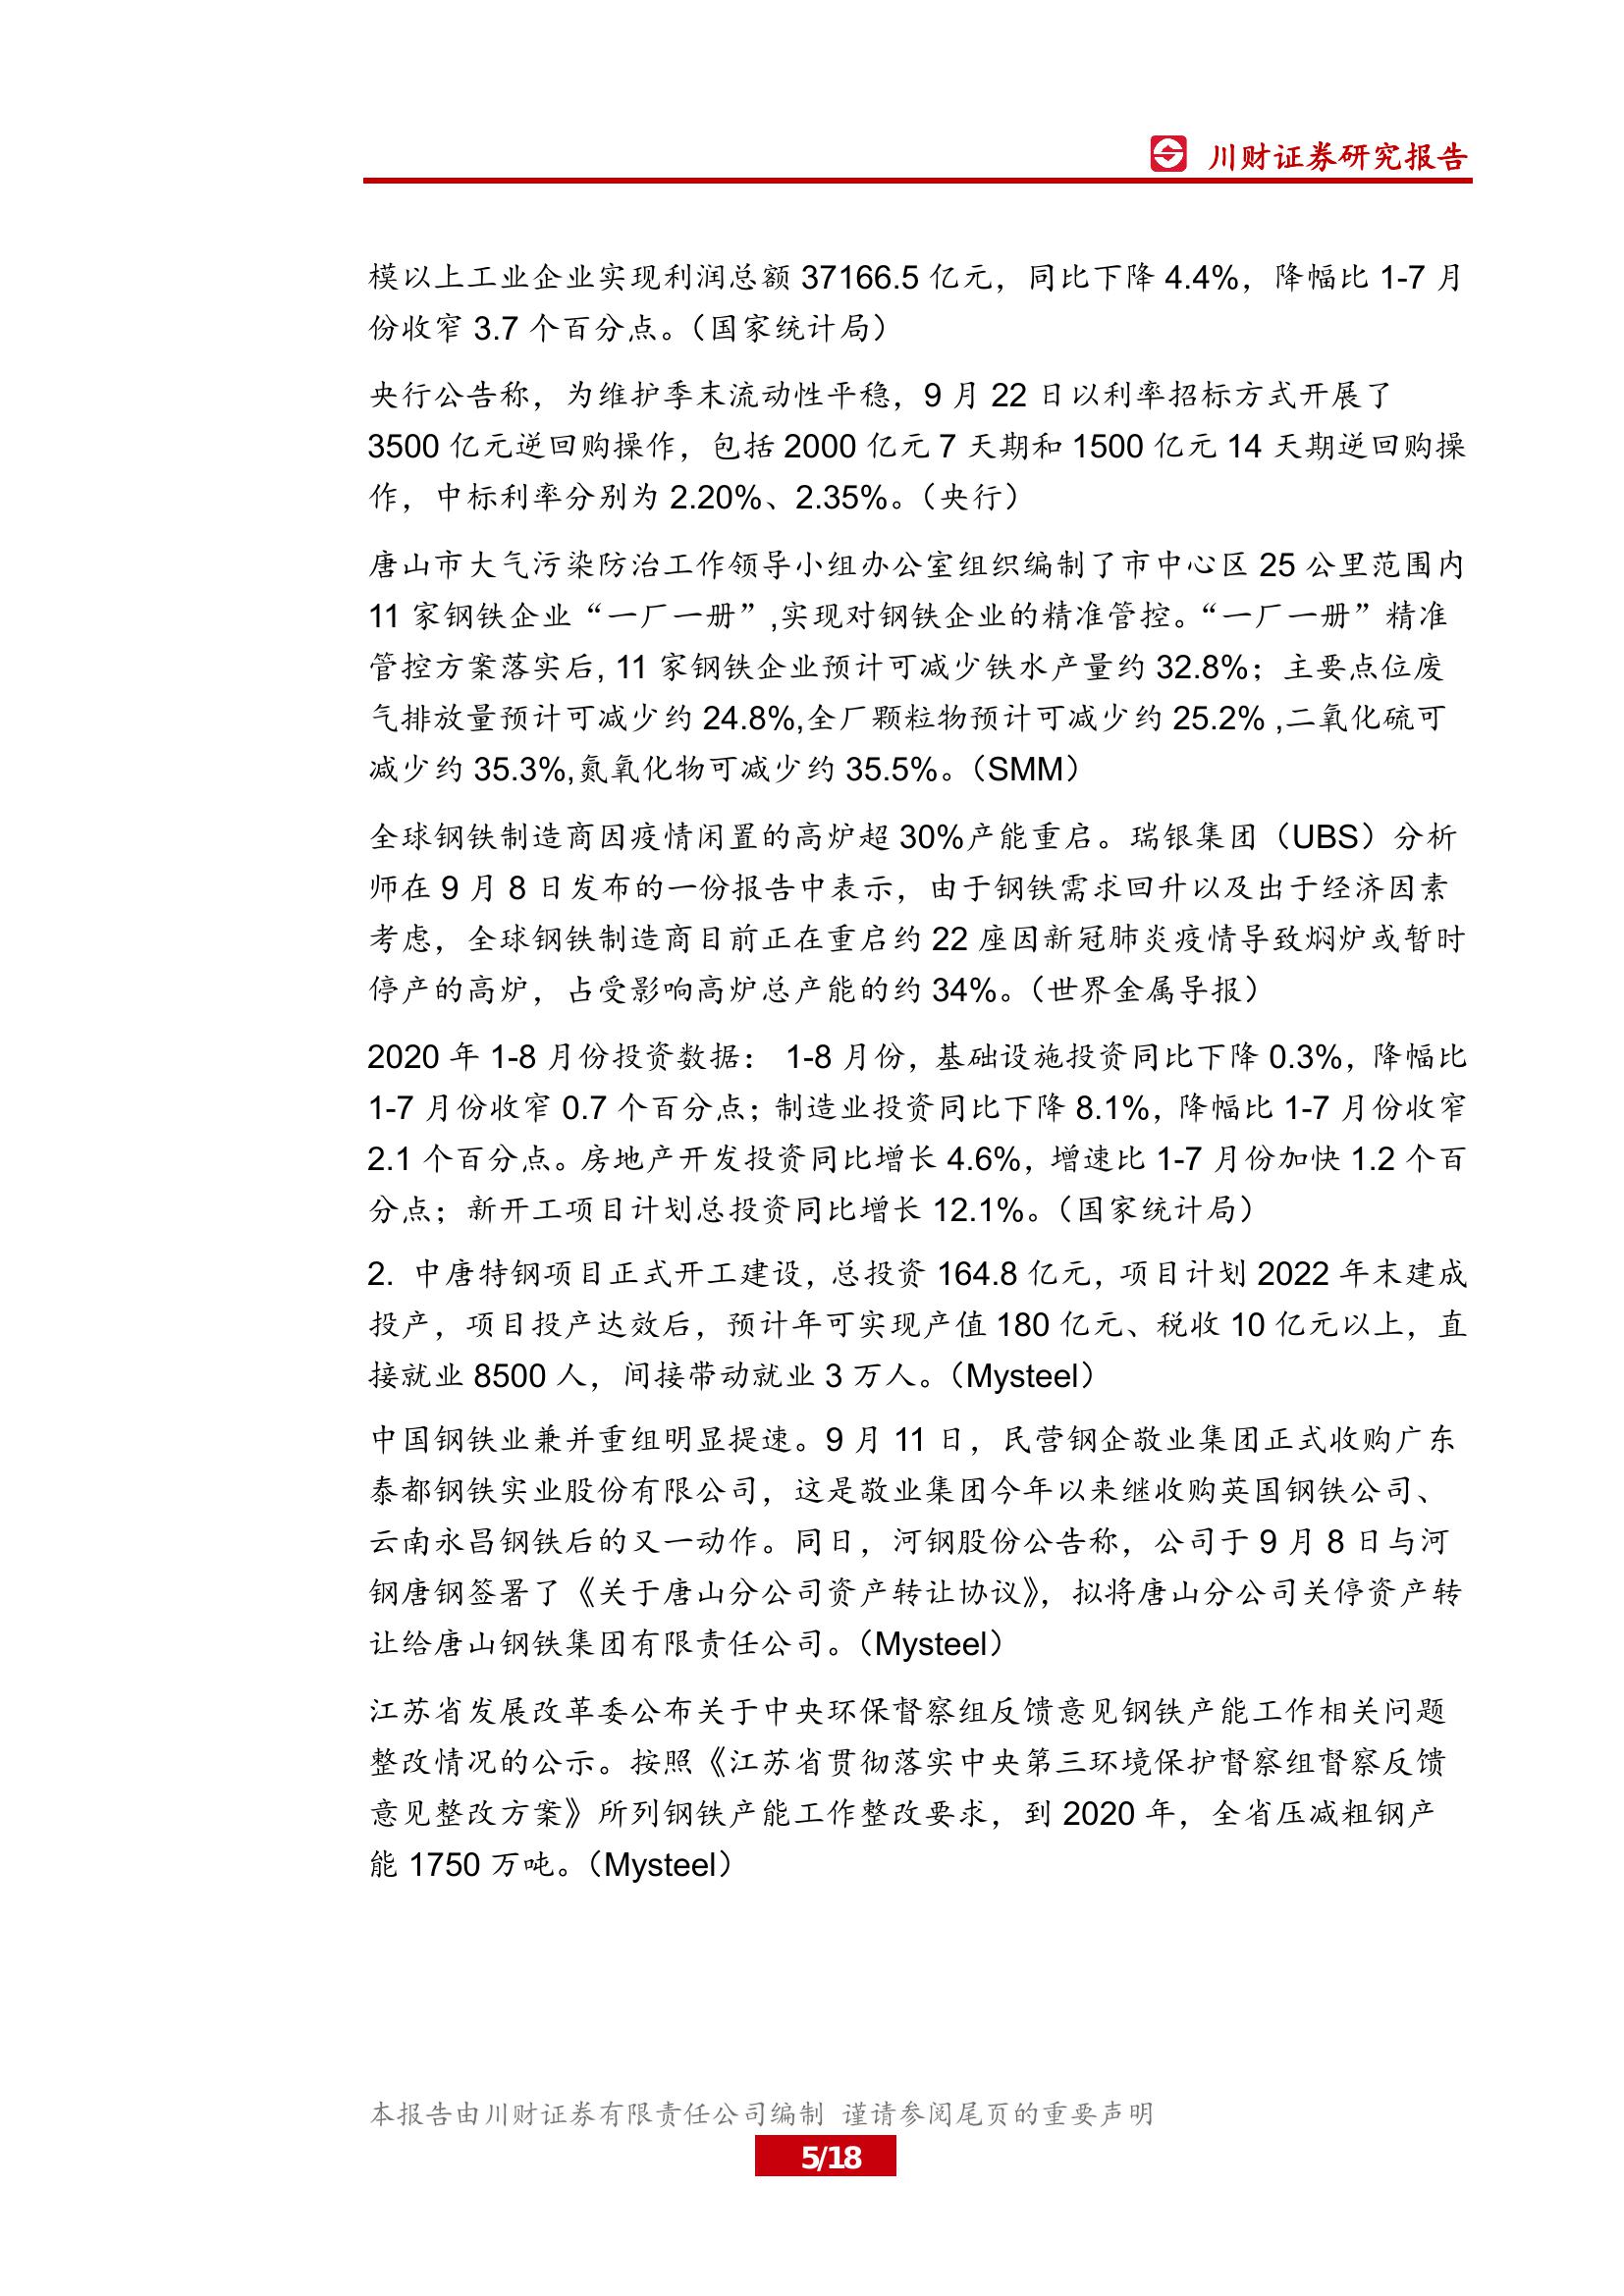 川财证券研究报告
模以上工业企业实现利润总额 37166.5 亿元，同比下降 4.4%，降幅比 1-7 月
份收窄 3.7 个百分点。（国家统计局）
央行公告称，为维护季末流动性平稳，9 月 22 日以利率招标方式开展了
3500 亿元逆回购操作，包括 2000 亿元 7 天期和 1500 亿元 14 天期逆回购操
作，中标利率分别为 2.20%、2.35%。（央行）
唐山市大气污染防治工作领导小组办公室组织编制了市中心区 25 公里范围内
11 家钢铁企业“一厂一册”,实现对钢铁企业的精准管控。“一厂一册”精准
管控方案落实后, 11 家钢铁企业预计可减少铁水产量约 32.8%；主要点位废
气排放量预计可减少约 24.8%,全厂颗粒物预计可减少约 25.2% ,二氧化硫可
减少约 35.3%,氮氧化物可减少约 35.5%。（SMM）
全球钢铁制造商因疫情闲置的高炉超 30%产能重启。瑞银集团（UBS）分析
师在 9 月 8 日发布的一份报告中表示，由于钢铁需求回升以及出于经济因素
考虑，全球钢铁制造商目前正在重启约 22 座因新冠肺炎疫情导致焖炉或暂时
停产的高炉，占受影响高炉总产能的约 34%。（世界金属导报）
2020 年 1-8 月份投资数据： 1-8 月份，基础设施投资同比下降 0.3%，降幅比
1-7 月份收窄 0.7 个百分点；制造业投资同比下降 8.1%，降幅比 1-7 月份收窄
2.1 个百分点。房地产开发投资同比增长 4.6%，增速比 1-7 月份加快 1.2 个百
分点；新开工项目计划总投资同比增长 12.1%。（国家统计局）
2. 中唐特钢项目正式开工建设，总投资 164.8 亿元，项目计划 2022 年末建成
投产，项目投产达效后，预计年可实现产值 180 亿元、税收 10 亿元以上，直
接就业 8500 人，间接带动就业 3 万人。（Mysteel）
中国钢铁业兼并重组明显提速。9 月 11 日，民营钢企敬业集团正式收购广东
泰都钢铁实业股份有限公司，这是敬业集团今年以来继收购英国钢铁公司、
云南永昌钢铁后的又一动作。同日，河钢股份公告称，公司于 9 月 8 日与河
钢唐钢签署了《关于唐山分公司资产转让协议》，拟将唐山分公司关停资产转
让给唐山钢铁集团有限责任公司。（Mysteel）
江苏省发展改革委公布关于中央环保督察组反馈意见钢铁产能工作相关问题
整改情况的公示。按照《江苏省贯彻落实中央第三环境保护督察组督察反馈
意见整改方案》所列钢铁产能工作整改要求，到 2020 年，全省压减粗钢产
能 1750 万吨。（Mysteel）
本报告由川财证券有限责任公司编制 谨请参阅尾页的重要声明
5/18